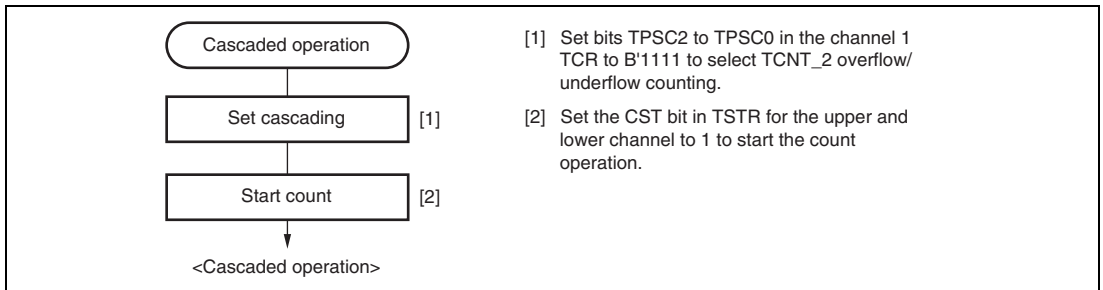 Cascaded operation
Set cascading [1]
Start count [2]
<Cascaded operation>
[1] Set bits TPSC2 to TPSC0 in the channel 1
TCR to B'1111 to select TCNT_2 overflow/
underflow counting.
[2] Set the CST bit in TSTR for the upper and
lower channel to 1 to start the count
operation.